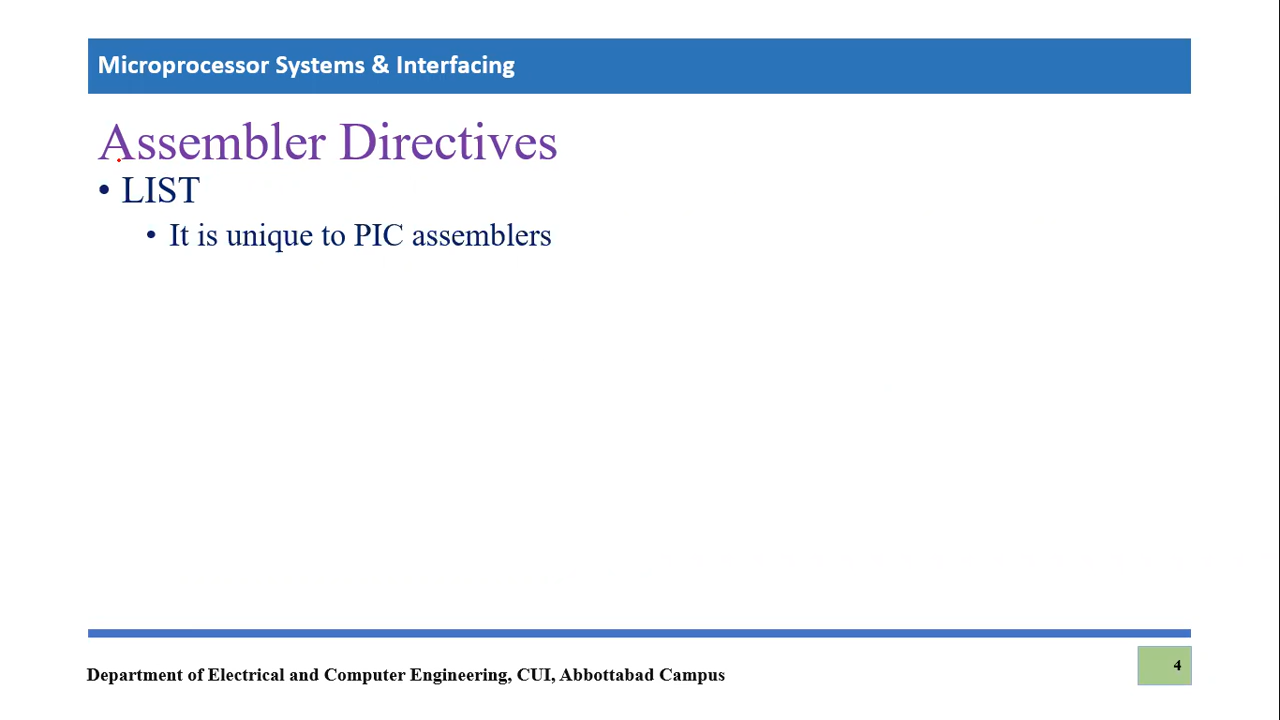 Microprocessor Systems & Interfacing
Assembler Directives
• LIST
• It is unique to PIC assemblers
Department of Electrical and Computer Engineering, CUI, Abbottabad Campus
4